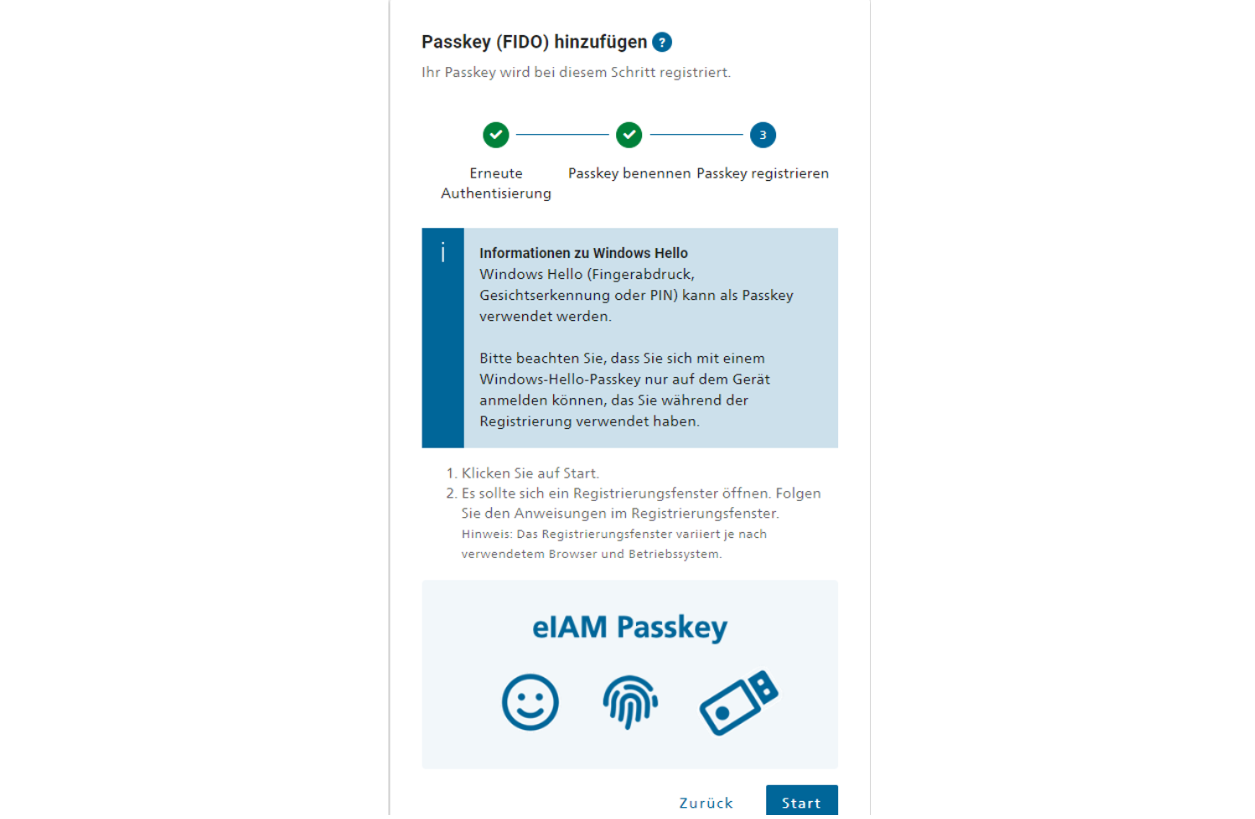 Passkey (FIDO) hinzufügen ?
Ihr Passkey wird bei diesem Schritt registriert.
3
Erneute Authentisierung
Passkey benennen
Passkey registrieren
i
Informationen zu Windows Hello
Windows Hello (Fingerabdruck,
Gesichtserkennung oder PIN) kann als Passkey
verwendet werden.
Bitte beachten Sie, dass Sie sich mit einem
Windows-Hello-Passkey nur auf dem Gerät
anmelden können, das Sie während der
Registrierung verwendet haben.
1. Klicken Sie auf Start.
2. Es sollte sich ein Registrierungsfenster öffnen. Folgen
Sie den Anweisungen im Registrierungsfenster.
Hinweis: Das Registrierungsfenster variiert je nach
verwendetem Browser und Betriebssystem.
eIAM Passkey
Zurück
Start